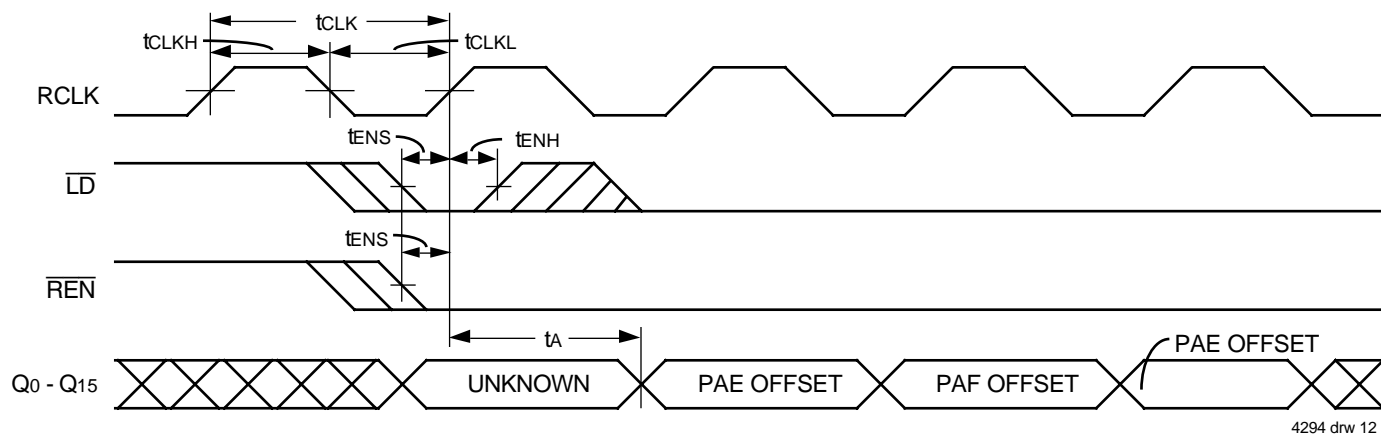 tCLK
tCLKH
tCLKL
RCLK
tENS
tENH
LD
tENS
REN
tA
PAE OFFSET
Q0 - Q15
UNKNOWN
PAE OFFSET
PAF OFFSET
4294 drw 12